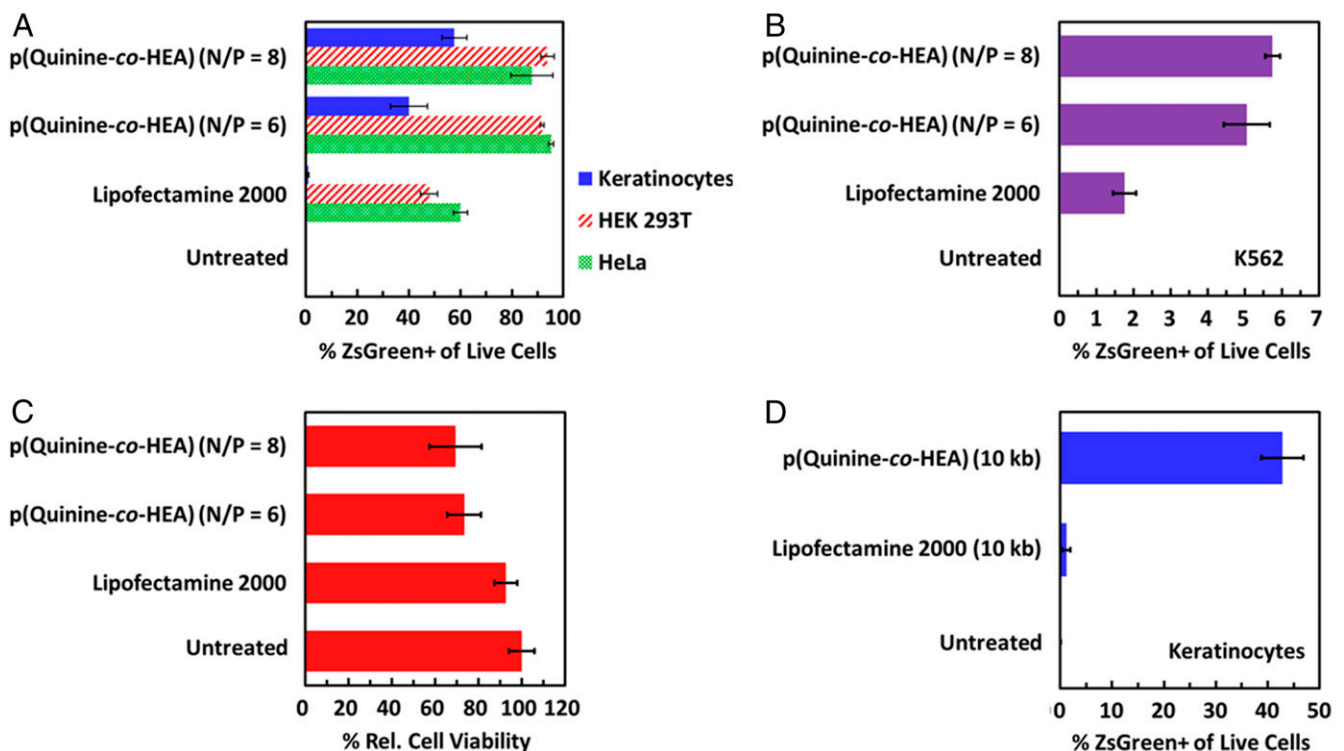 A
p(Quinine-co-HEA) (N/P = 8)
p(Quinine-co-HEA) (N/P = 6)
Lipofectamine 2000
Untreated
0 20 40 60 80 100
% ZsGreen+ of Live Cells
Keratinocytes
HEK 293T
HeLa
B
p(Quinine-co-HEA) (N/P = 8)
p(Quinine-co-HEA) (N/P = 6)
Lipofectamine 2000
Untreated
K562
0 1 2 3 4 5 6 7
% ZsGreen+ of Live Cells
C
p(Quinine-co-HEA) (N/P = 8)
p(Quinine-co-HEA) (N/P = 6)
Lipofectamine 2000
Untreated
0 20 40 60 80 100 120
% Rel. Cell Viability
D
p(Quinine-co-HEA) (10 kb)
Lipofectamine 2000 (10 kb)
Untreated
Keratinocytes
0 10 20 30 40 50
% ZsGreen+ of Live Cells